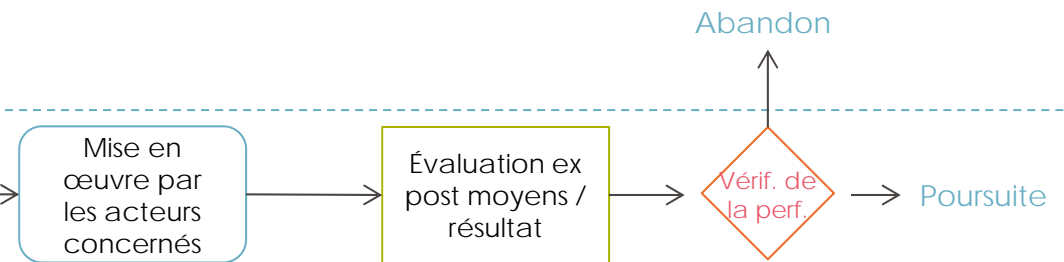 Abandon
Mise en
œuvre par
les acteurs
concernés
Évaluation ex
post moyens /
résultat
Vérif. de
la perf.
Poursuite